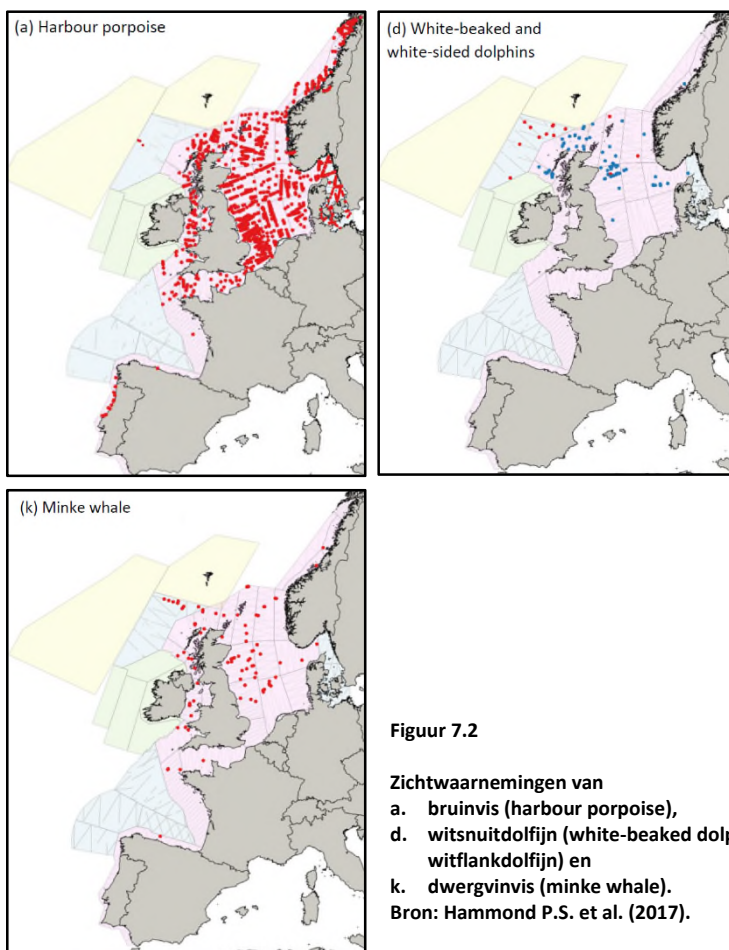 (a) Harbour porpoise
(d) White-beaked and
white-sided dolphins
(k) Minke whale
Figuur 7.2
Zichtwaarnemingen van
a. bruinvis (harbour porpoise),
d. witsnuitdolfijn (white-beaked dolp
witflankdolfijn) en
k. dwergvinvis (minke whale).
Bron: Hammond P.S. et al. (2017).